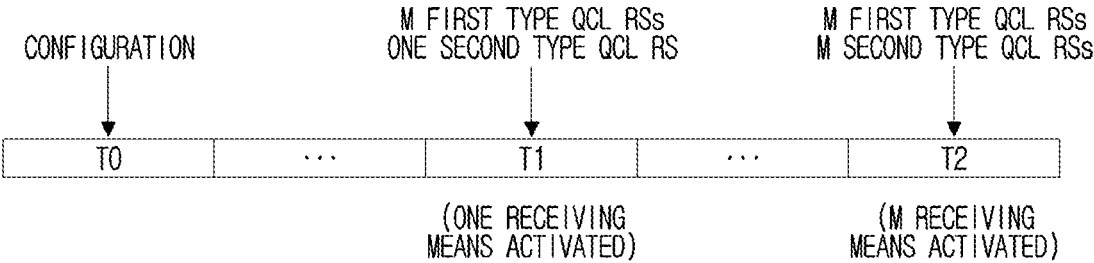 M FIRST TYPE QCL RSs
M FIRST TYPE QCL RSs
CONFIGURATION
ONE SECOND TYPE QCL RS
M SECOND TYPE QCL RSs
T0
...
T1
...
T2
(ONE RECEIVING
MEANS ACTIVATED)
(M RECEIVING
MEANS ACTIVATED)